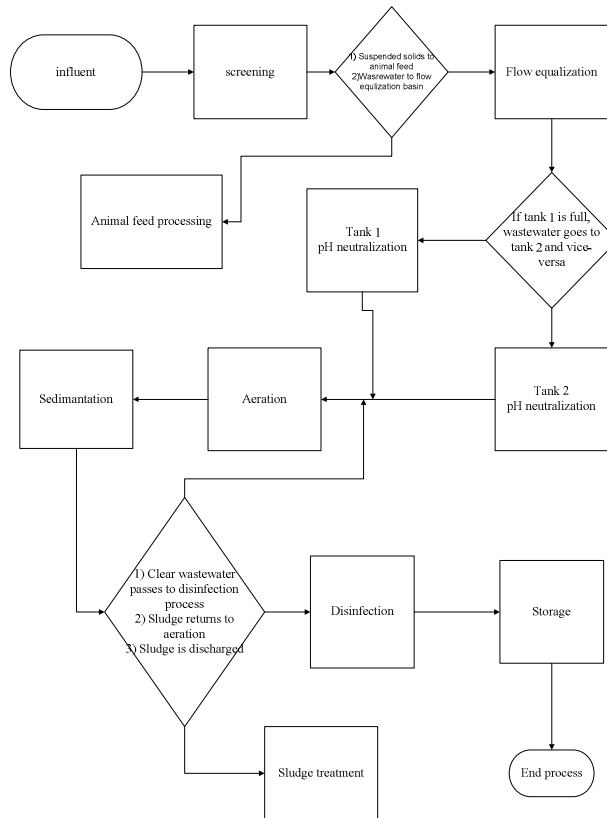 influent
screening
1) Suspended solids to
animal feed
2)Wasrewater to flow
equlization basin
Flow equalization
Animal feed processing
Tank 1
pH neutralization
If tank 1 is full,
wastewater goes to
tank 2 and vice-
versa
Sedimantation
Aeration
Tank 2
pH neutralization
1) Clear wastewater
passes to disinfection
process
2) Sludge returns to
aeration
3) Sludge is discharged
Disinfection
Storage
Sludge treatment
End process